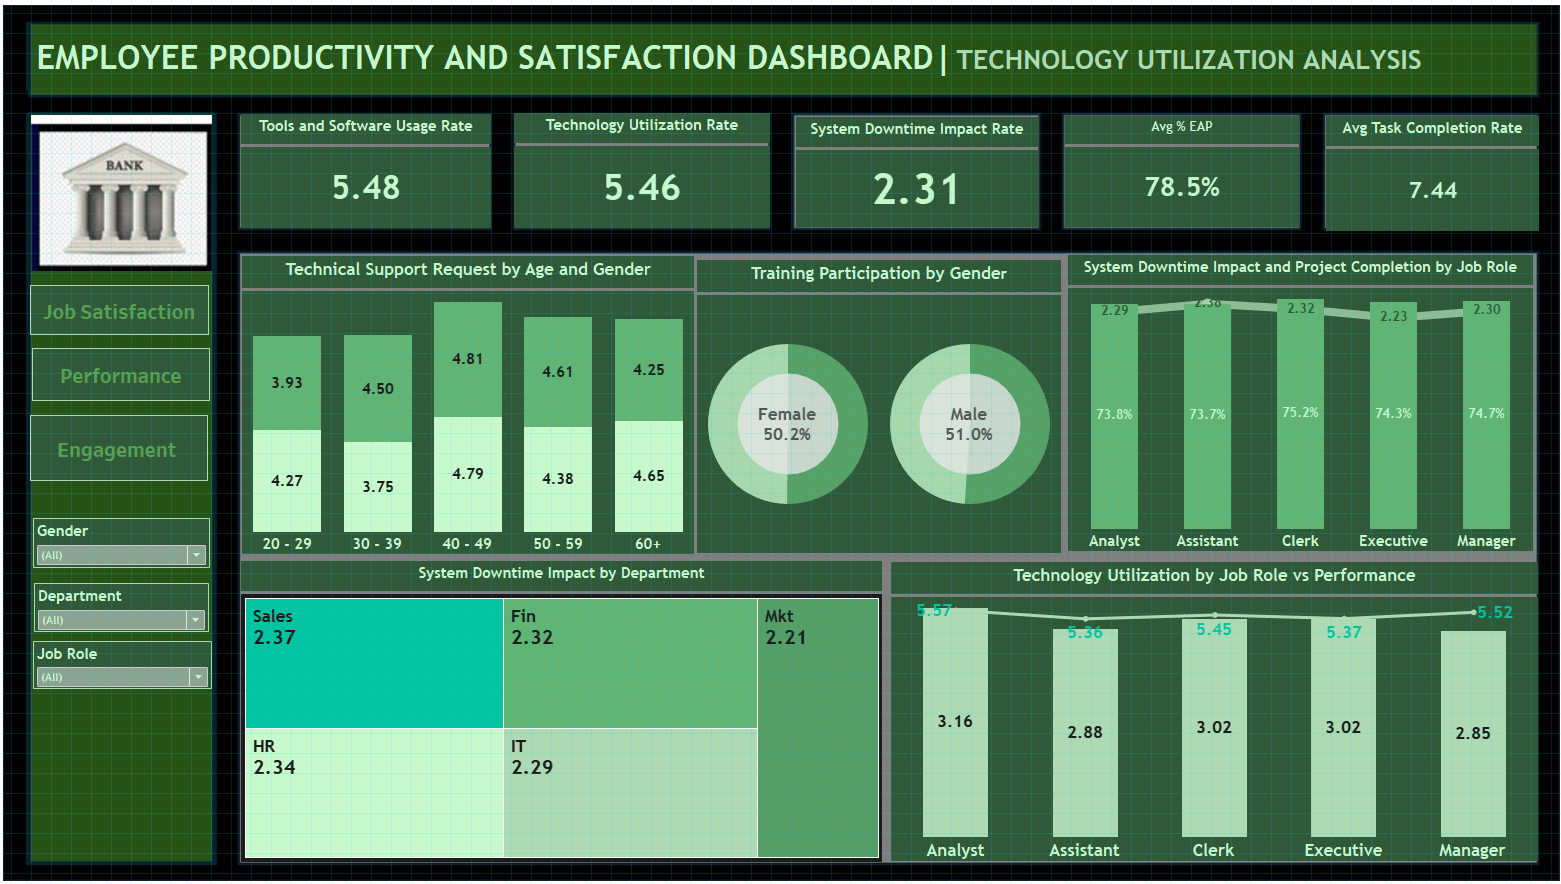 EMPLOYEE PRODUCTIVITY AND SATISFACTION DASHBOARD| TECHNOLOGY UTILIZATION ANALYSIS
BANK
Job Satisfaction
Performance
Engagement
Gender
(All)
Department
(All)
Job Role
(All)
Tools and Software Usage Rate
5.48
Technology Utilization Rate
5.46
System Downtime Impact Rate
2.31
Avg % EAP
78.5%
Avg Task Completion Rate
7.44
Technical Support Request by Age and Gender
3.93 4.50 4.81 4.61 4.25
4.27 3.75 4.79 4.38 4.65
20 - 29 30 - 39 40 - 49 50 - 59 60+
Training Participation by Gender
Female
50.2%
Male
51.0%
System Downtime Impact and Project Completion by Job Role
2.29 2.38 2.32 2.23 2.30
73.8% 73.7% 75.2% 74.3% 74.7%
Analyst Assistant Clerk Executive Manager
System Downtime Impact by Department
Sales
2.37
Fin
2.32
Mkt
2.21
HR
2.34
IT
2.29
Technology Utilization by Job Role vs Performance
5.57 5.36 5.45 5.37 5.52
3.16 2.88 3.02 3.02 2.85
Analyst Assistant Clerk Executive Manager